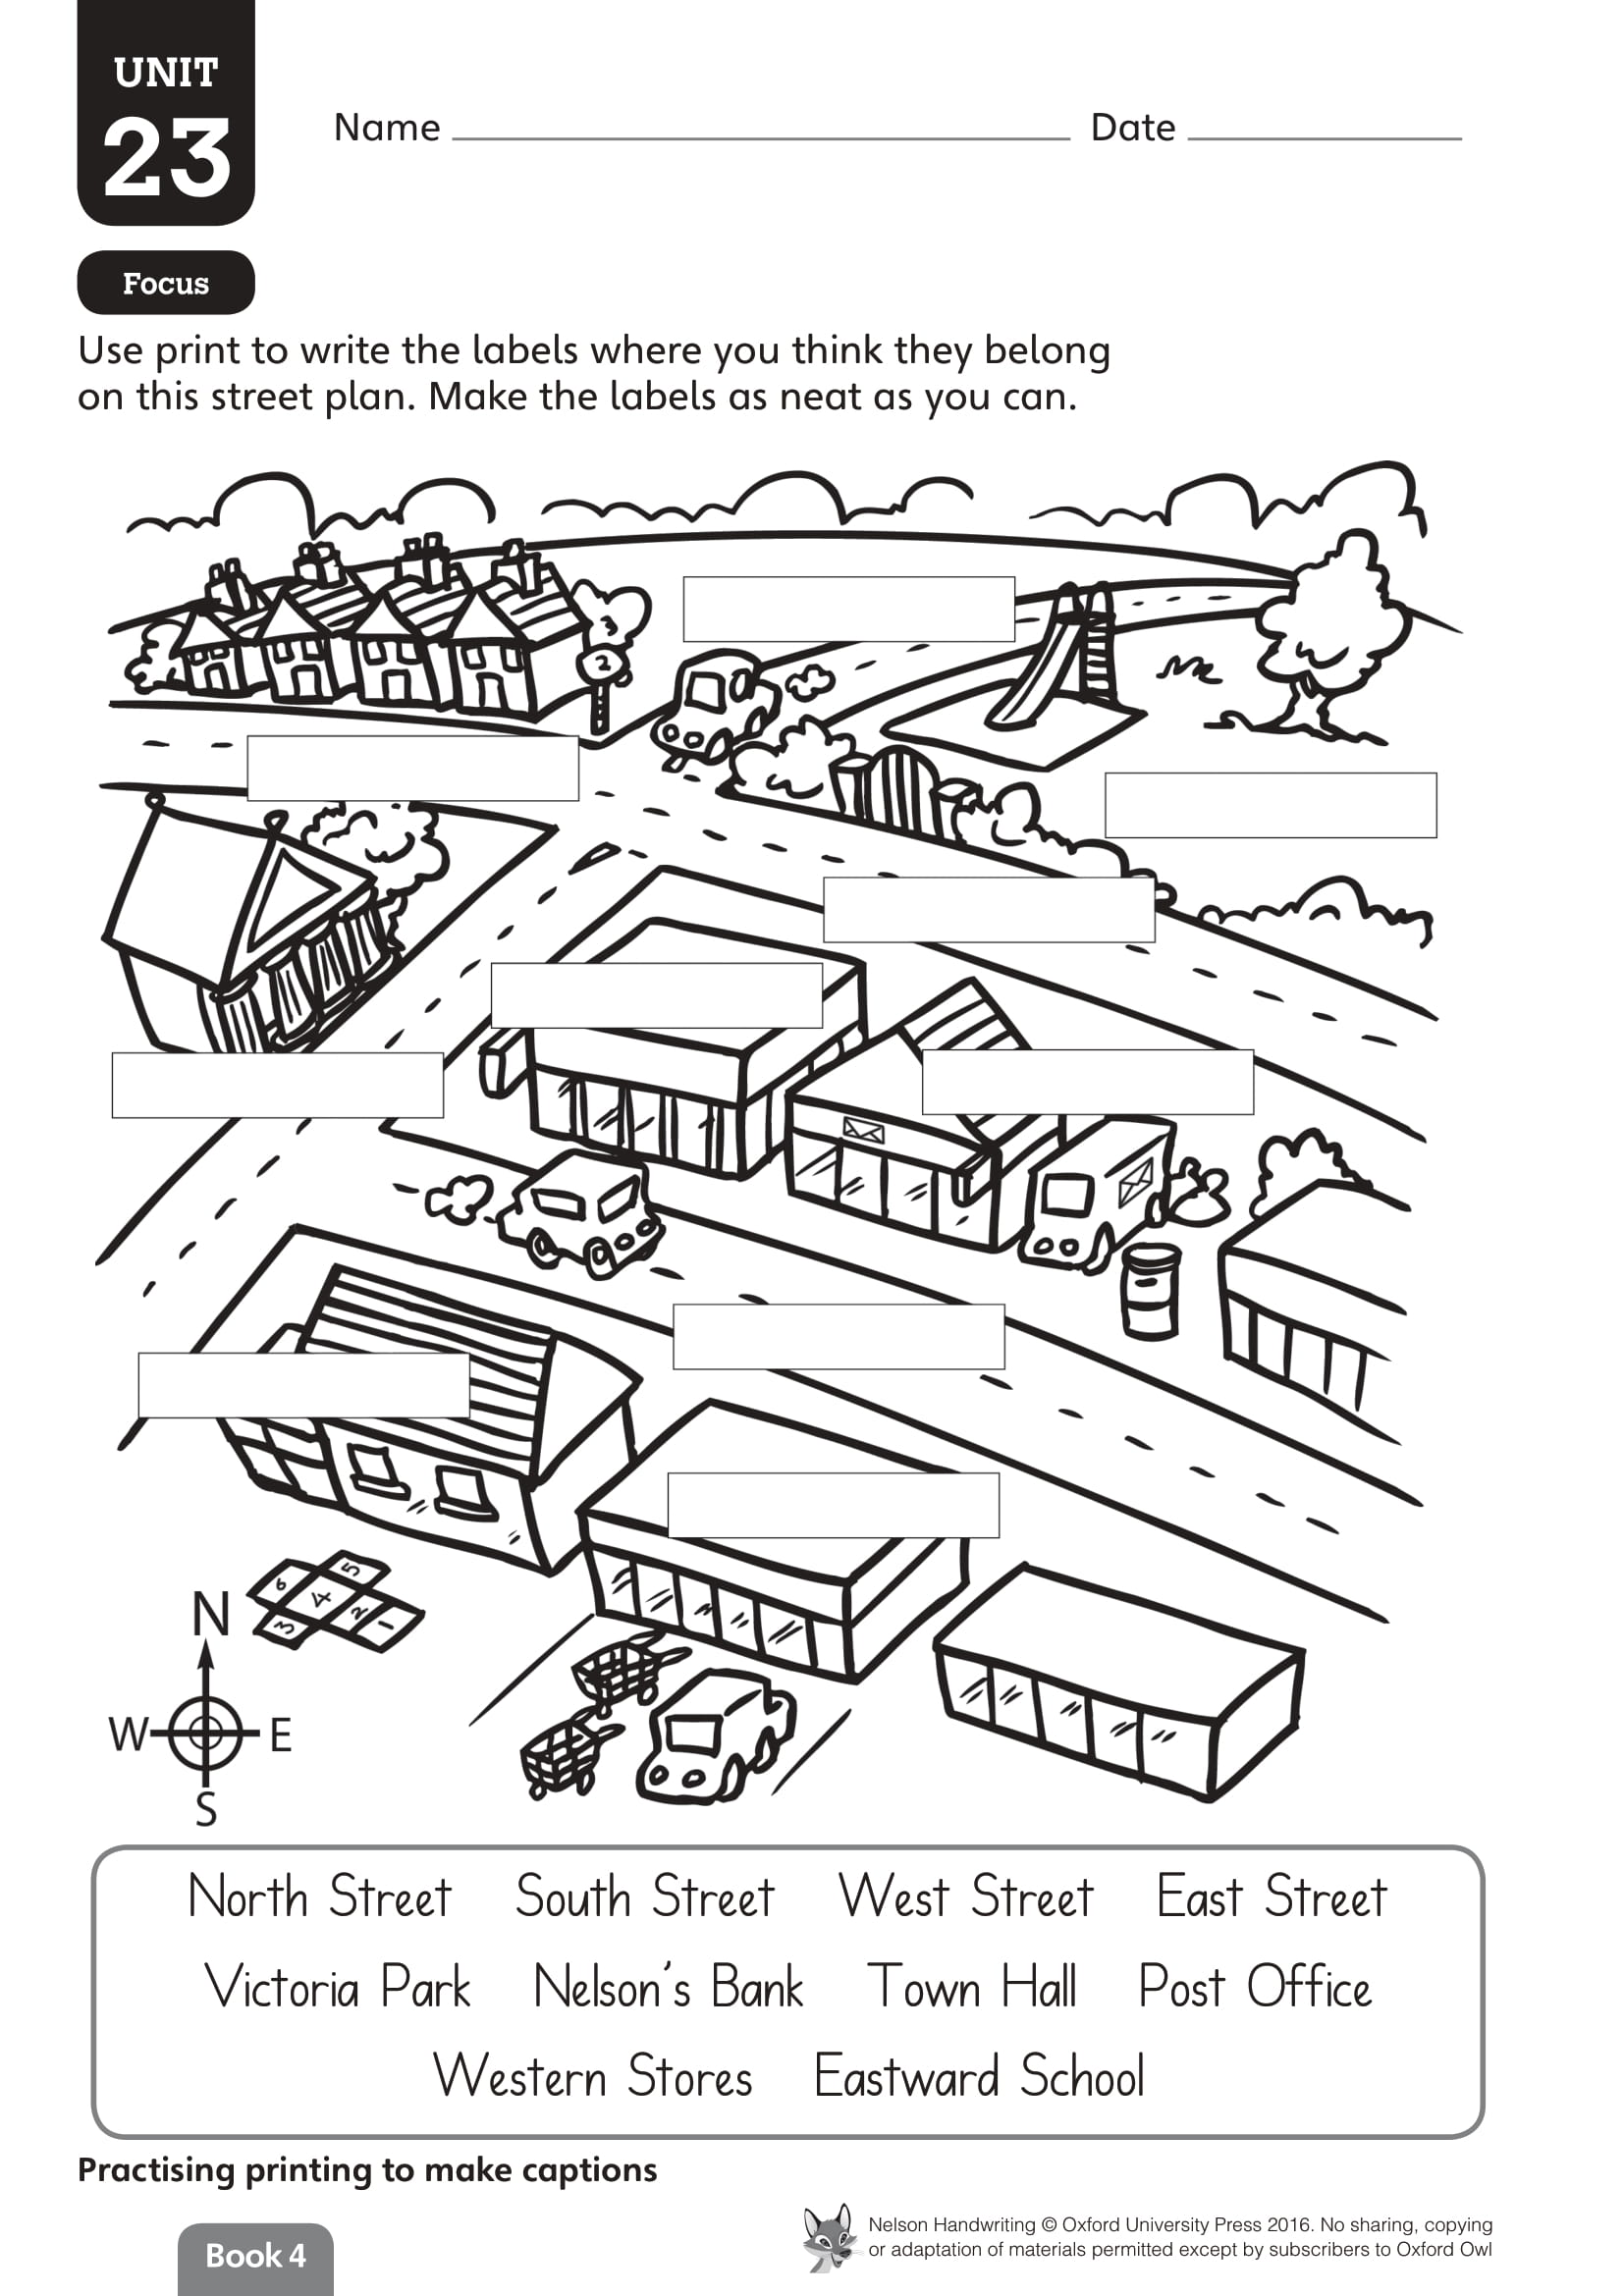 UNIT
23
Name Date
Focus
Use print to write the labels where you think they belong
on this street plan. Make the labels as neat as you can.
3
2
6 5
4
3 2 1
N
W E
S
North Street South Street West Street East Street
Victoria Park Nelson's Bank Town Hall Post Office
Western Stores Eastward School
Practising printing to make captions
Book 4
Nelson Handwriting © Oxford University Press 2016. No sharing, copying
or adaptation of materials permitted except by subscribers to Oxford Owl